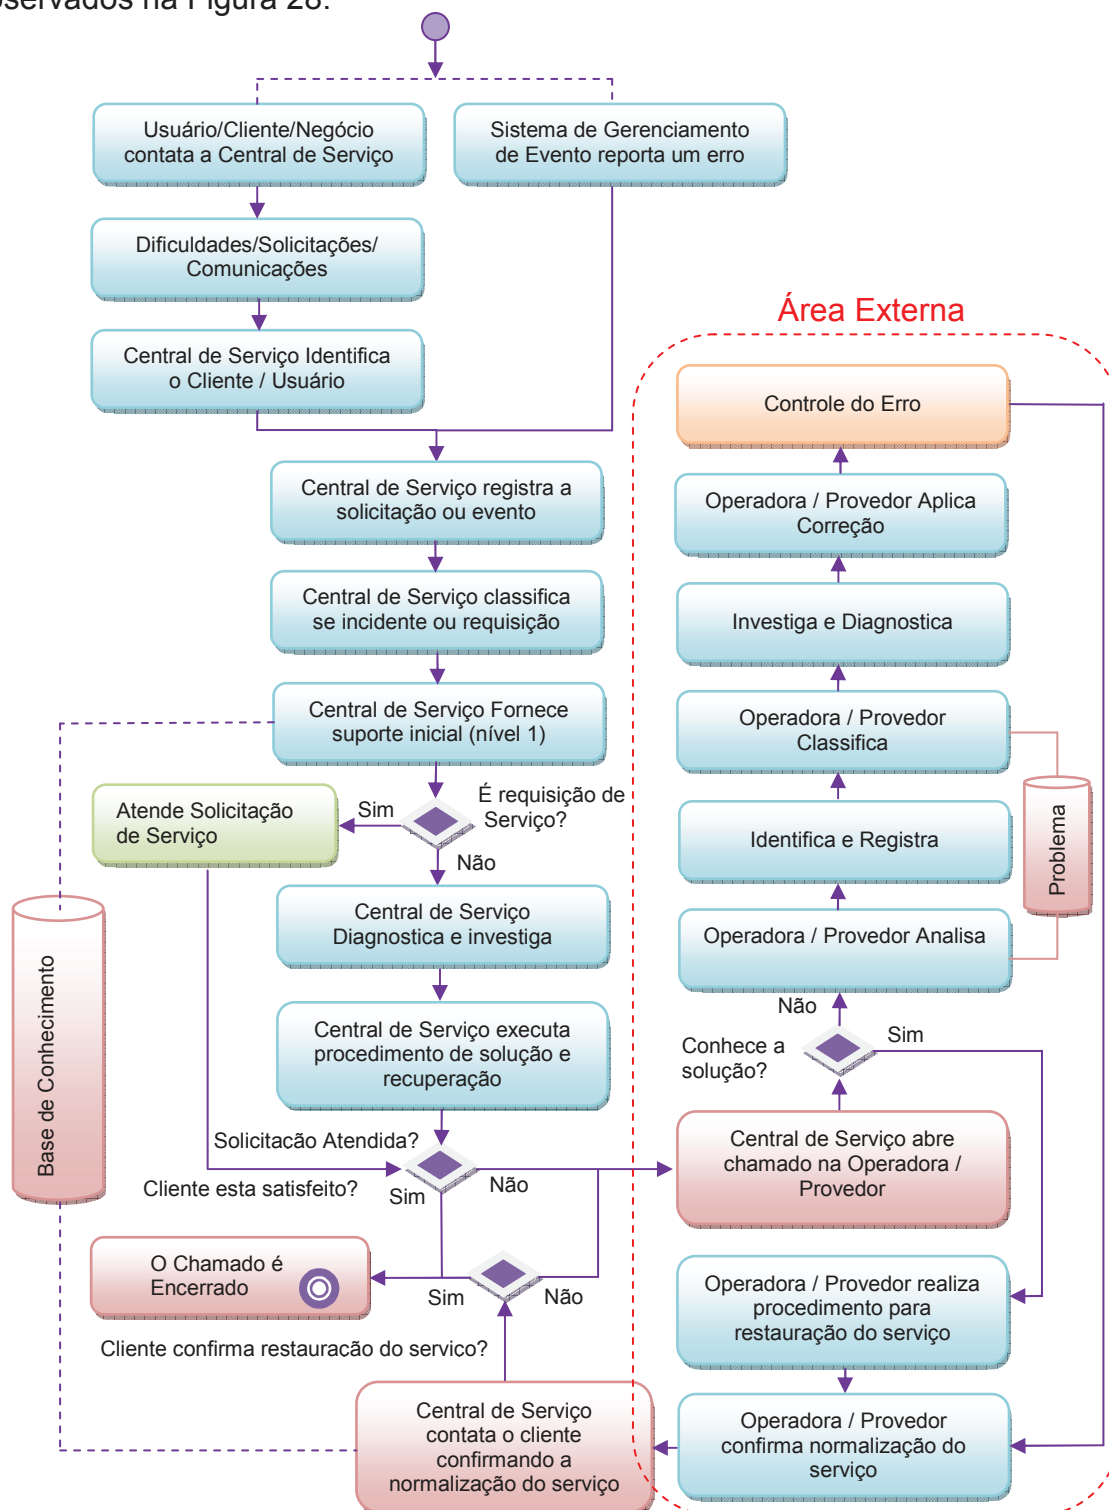 oservados na Figura 28.
Usuário/Cliente/Negócio
contata a Central de Serviço
Sistema de Gerenciamento
de Evento reporta um erro
Dificuldades/Solicitações/
Comunicações
Central de Serviço Identifica
o Cliente / Usuário
Central de Serviço registra a
solicitação ou evento
Central de Serviço classifica
se incidente ou requisição
Central de Serviço Fornece
suporte inicial (nível 1)
É requisição de
Serviço?
Sim
Não
Atende Solicitação
de Serviço
Central de Serviço
Diagnostica e investiga
Central de Serviço executa
procedimento de solução e
recuperação
Base de Conhecimento
Solicitacão Atendida?
Cliente esta satisfeito?
Sim
Não
O Chamado é
Encerrado
Sim
Não
Cliente confirma restauracão do servico?
Central de Serviço
contata o cliente
confirmando a
normalização do serviço
Área Externa
Controle do Erro
Operadora / Provedor Aplica
Correção
Investiga e Diagnostica
Operadora / Provedor
Classifica
Identifica e Registra
Problema
Operadora / Provedor Analisa
Não
Sim
Conhece a
solução?
Central de Serviço abre
chamado na Operadora /
Provedor
Operadora / Provedor realiza
procedimento para
restauração do serviço
Operadora / Provedor
confirma normalização do
serviço